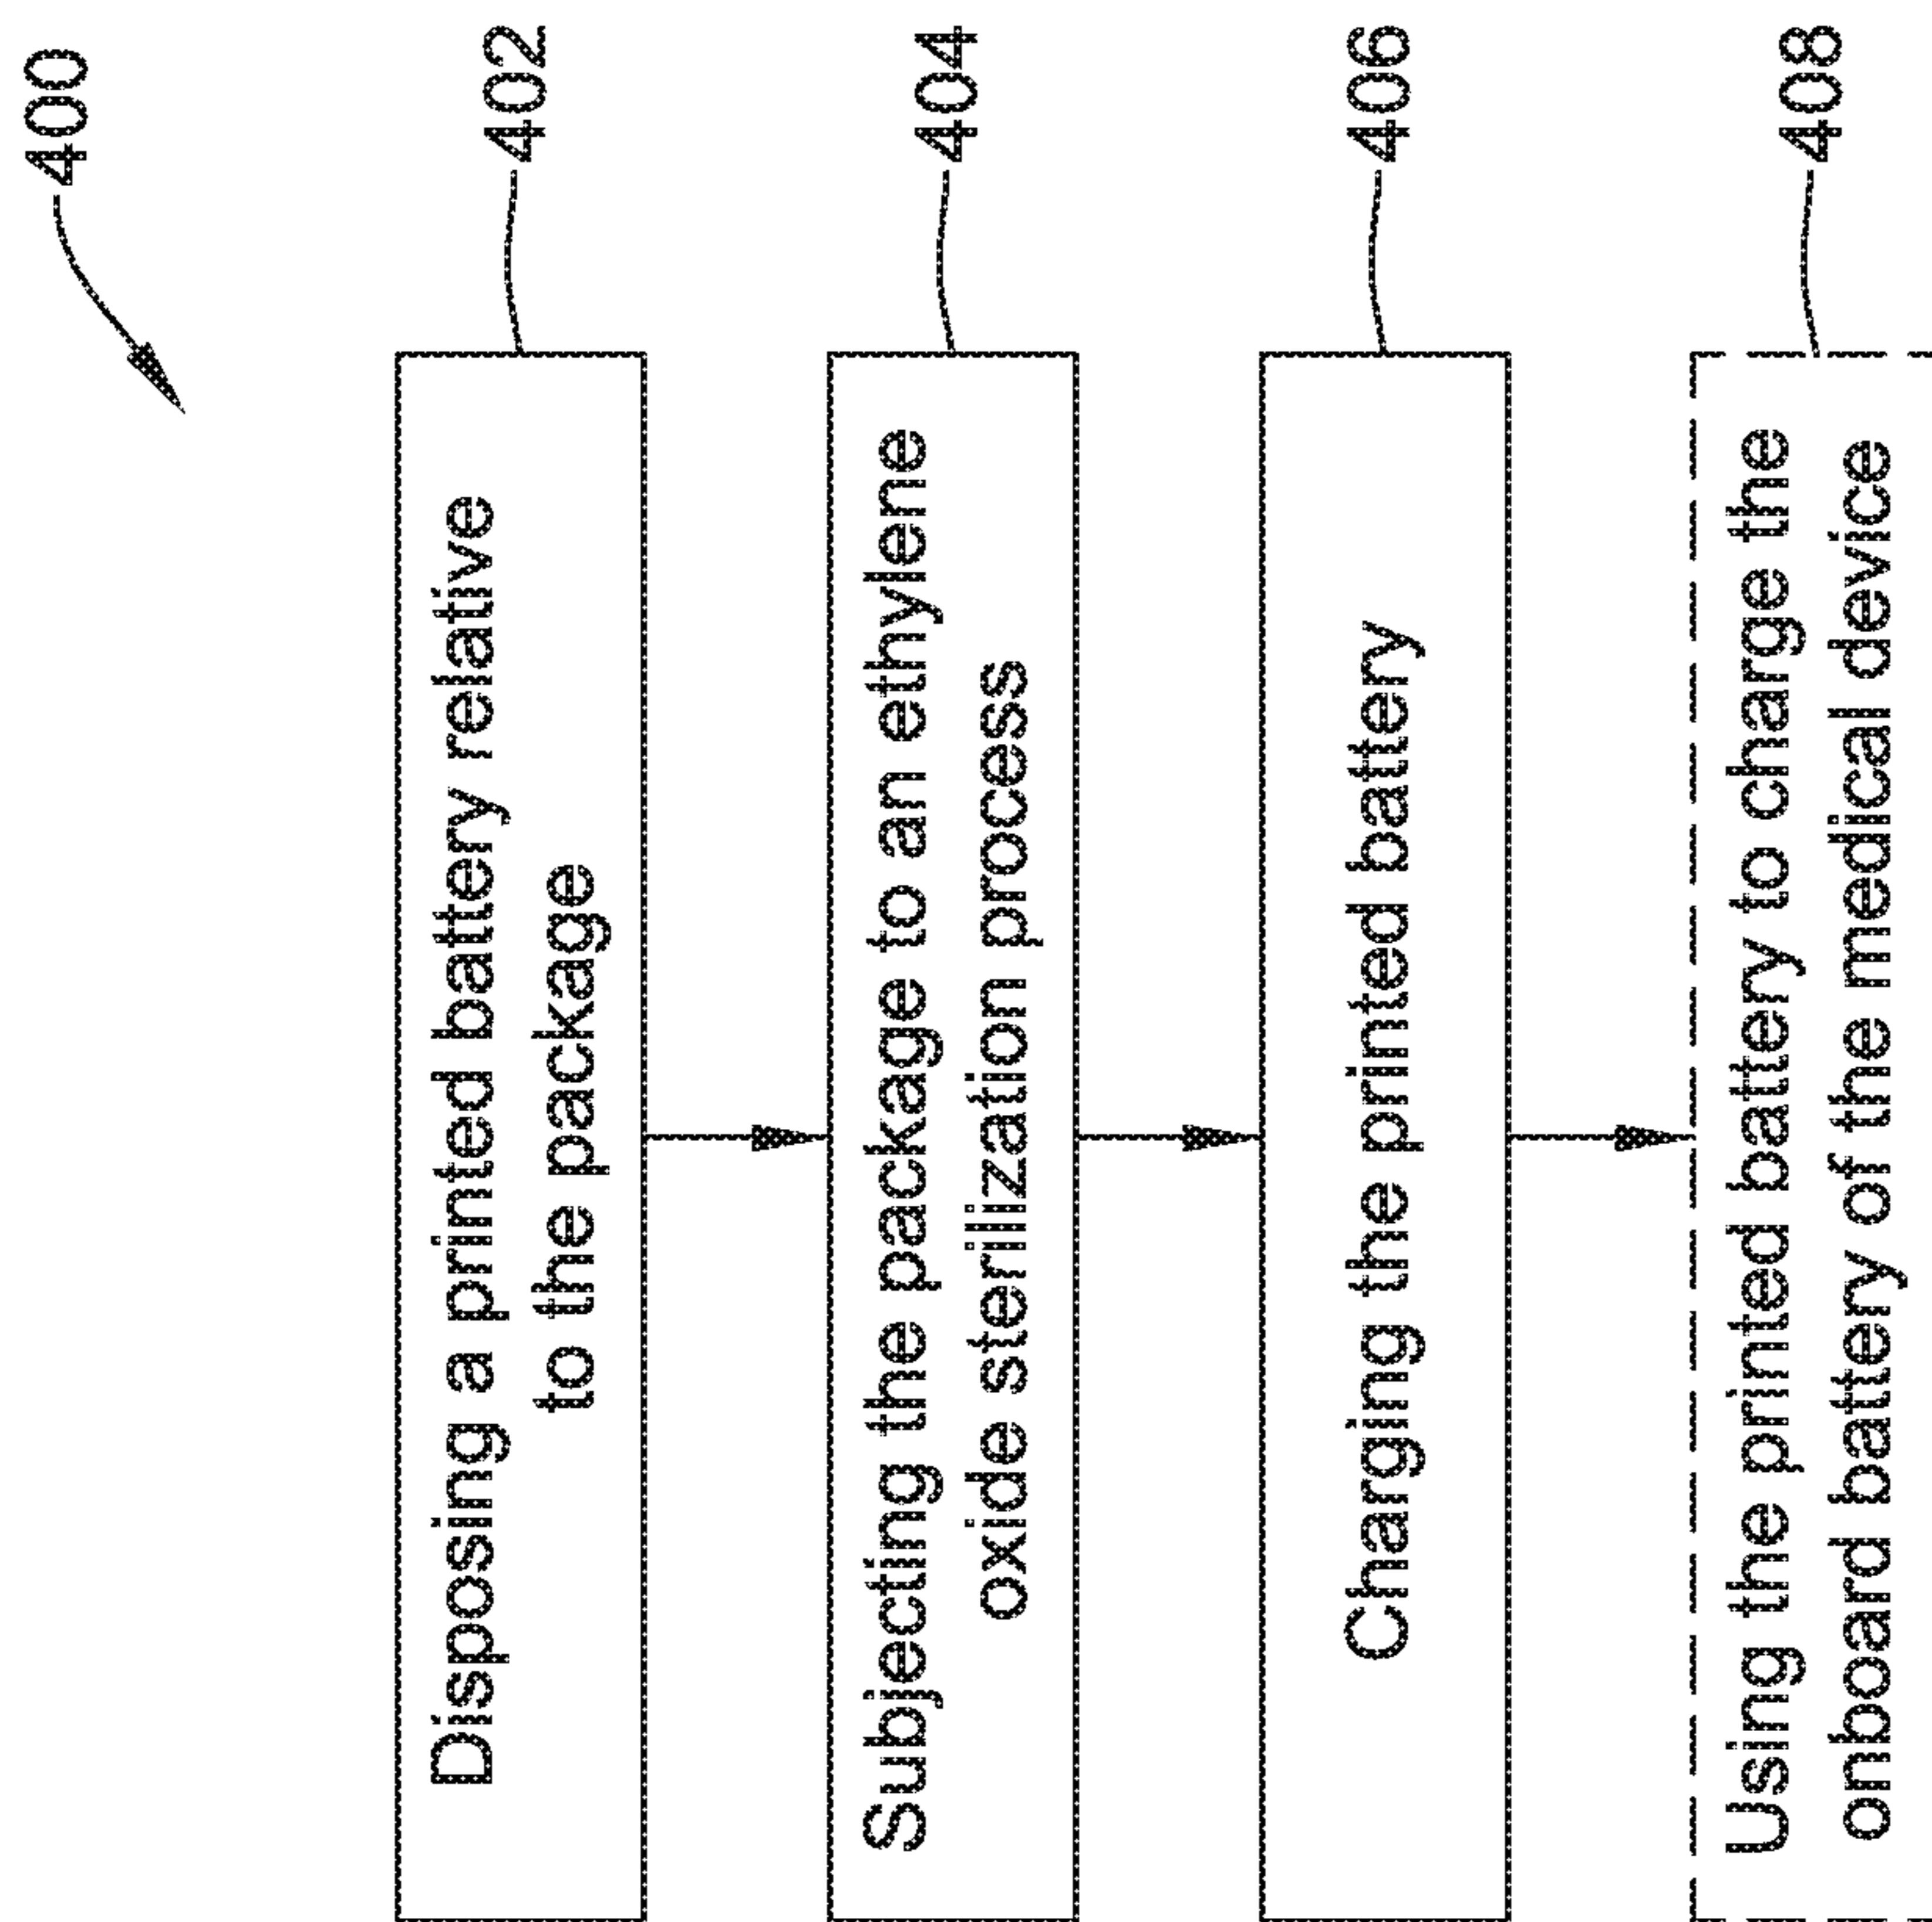 400
Disposing a printed battery relative
to the package
402
Subjecting the package to an ethylene
oxide sterilization process
404
Charging the printed battery
406
Using the printed battery to charge the
onboard battery of the medical device
408